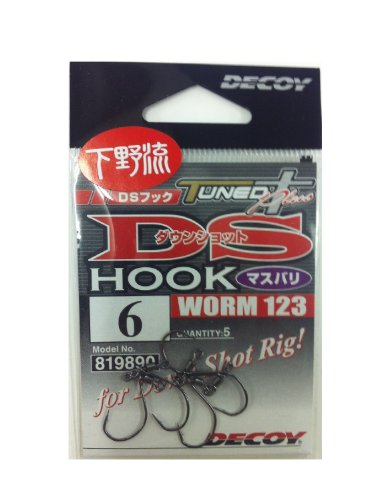 DECOY
下野流
DSフック
TUNED+
DS
ダウンショット
HOOK
マスバリ
6
WORM 123
QUANTITY:5
Model No.
819890
for Down Shot Rig!
DECOY